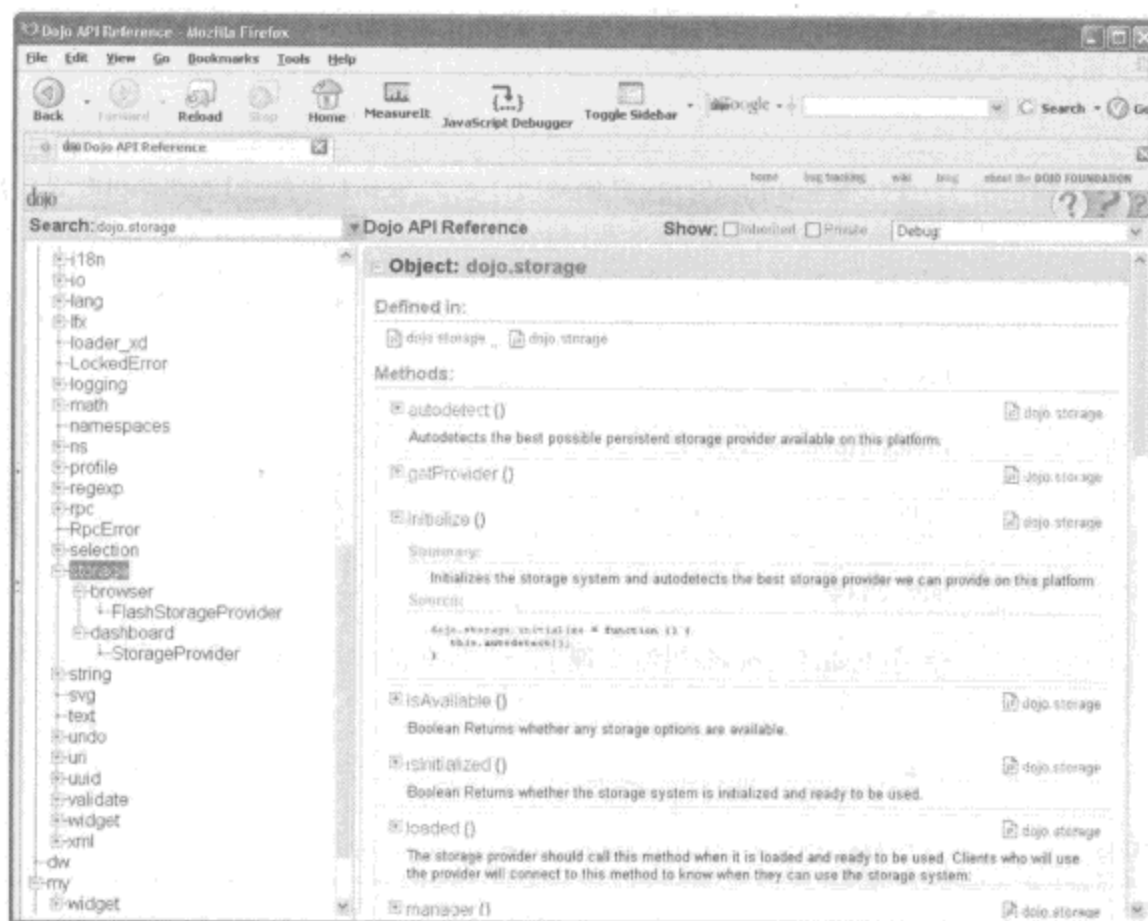 Dojo API Reference - Mozilla Firefox
File Edit View Go Bookmarks Tools Help
Back Forward Reload Stop Home MeasureIt JavaScript Debugger Toggle Sidebar Search
Dojo API Reference
home bug tracking wiki blog about the DOJO FOUNDATION
dojo
Search: dojo.storage Dojo API Reference Show: Inherited Private Debug
i18n
io
lang
lfx
loader_xd
LockedError
logging
math
namespaces
ns
profile
regexp
rpc
RpcError
selection
storage
browser
FlashStorageProvider
dashboard
StorageProvider
string
svg
text
undo
uri
uuid
validate
widget
xml
dw
my
widget
Object: dojo.storage
Defined in:
dojo.storage dojo.storage
Methods:
autodetect () dojo.storage
Autodetects the best possible persistent storage provider available on this platform.
getProvider () dojo.storage
initialize () dojo.storage
Summary:
Initializes the storage system and autodetects the best storage provider we can provide on this platform
Source:
dojo.storage.initialize = function () {
this.autodetect();
}
isAvailable () dojo.storage
Boolean Returns whether any storage options are available.
isInitialized () dojo.storage
Boolean Returns whether the storage system is initialized and ready to be used.
loaded () dojo.storage
The storage provider should call this method when it is loaded and ready to be used. Clients who will use
the provider will connect to this method to know when they can use the storage system:
manager () dojo.storage